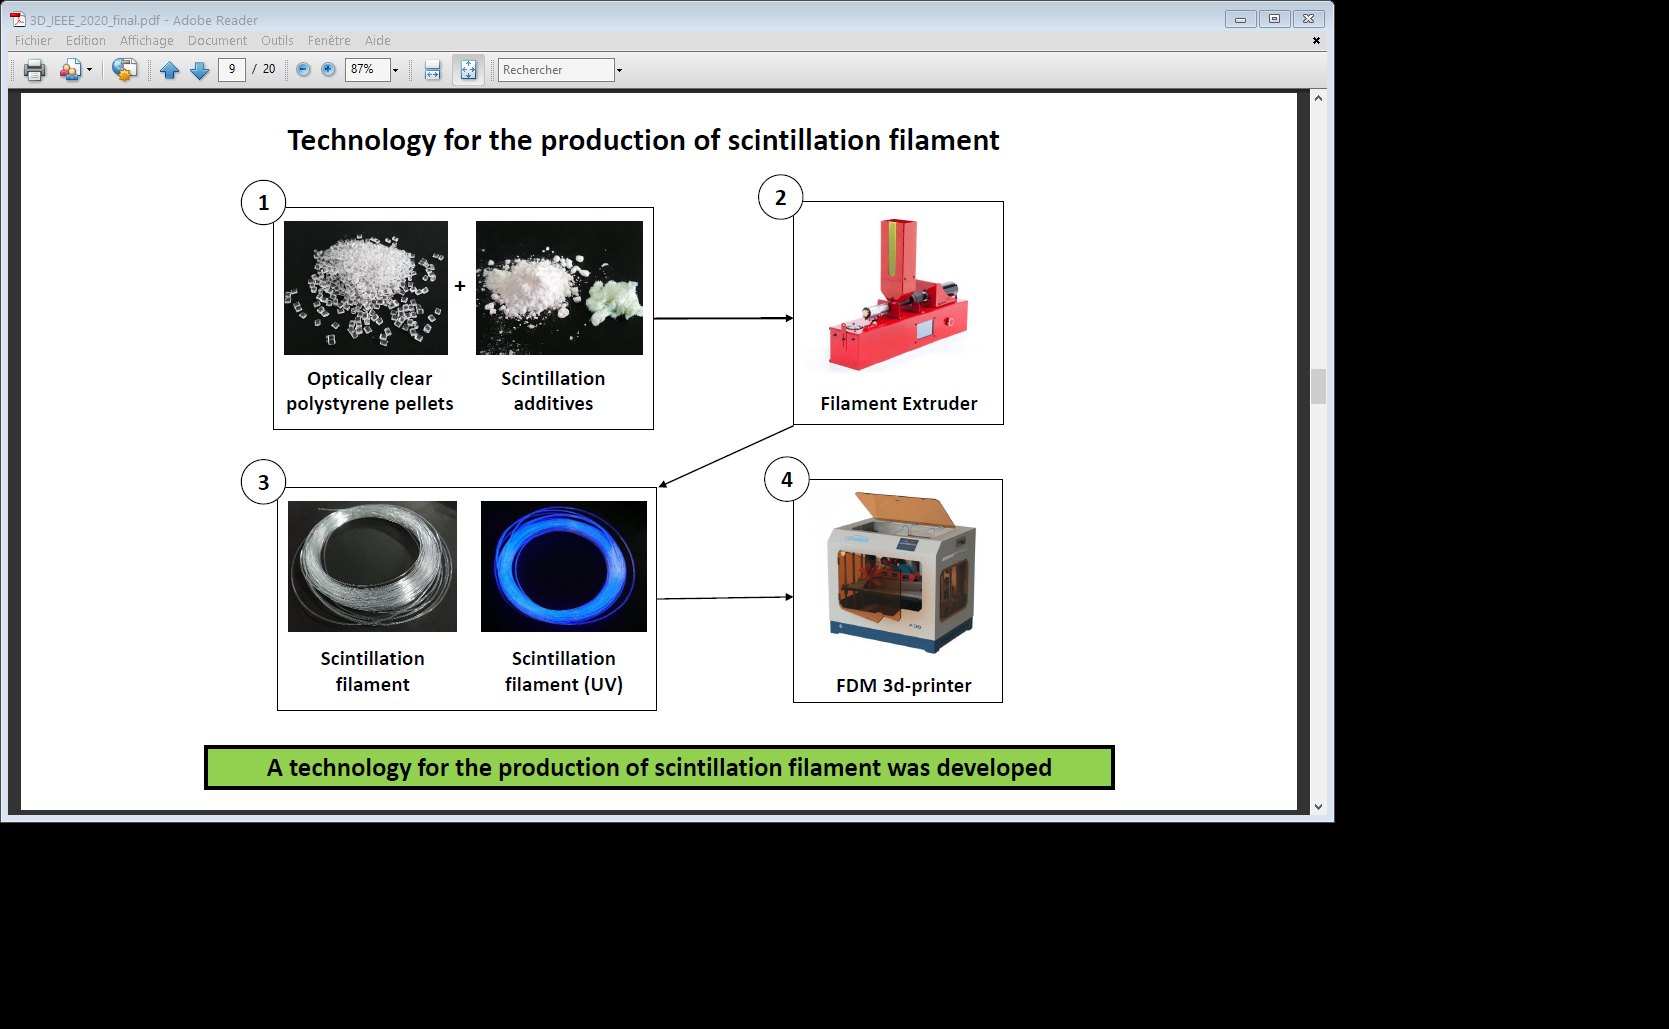 3D_IEEE_2020_final.pdf - Adobe Reader
Fichier Edition Affichage Document Outils Fenêtre Aide
9 / 20 87% Rechercher
Technology for the production of scintillation filament
1
+
Optically clear
polystyrene pellets
Scintillation
additives
2
Filament Extruder
3
Scintillation
filament
Scintillation
filament (UV)
4
FDM 3d-printer
A technology for the production of scintillation filament was developed